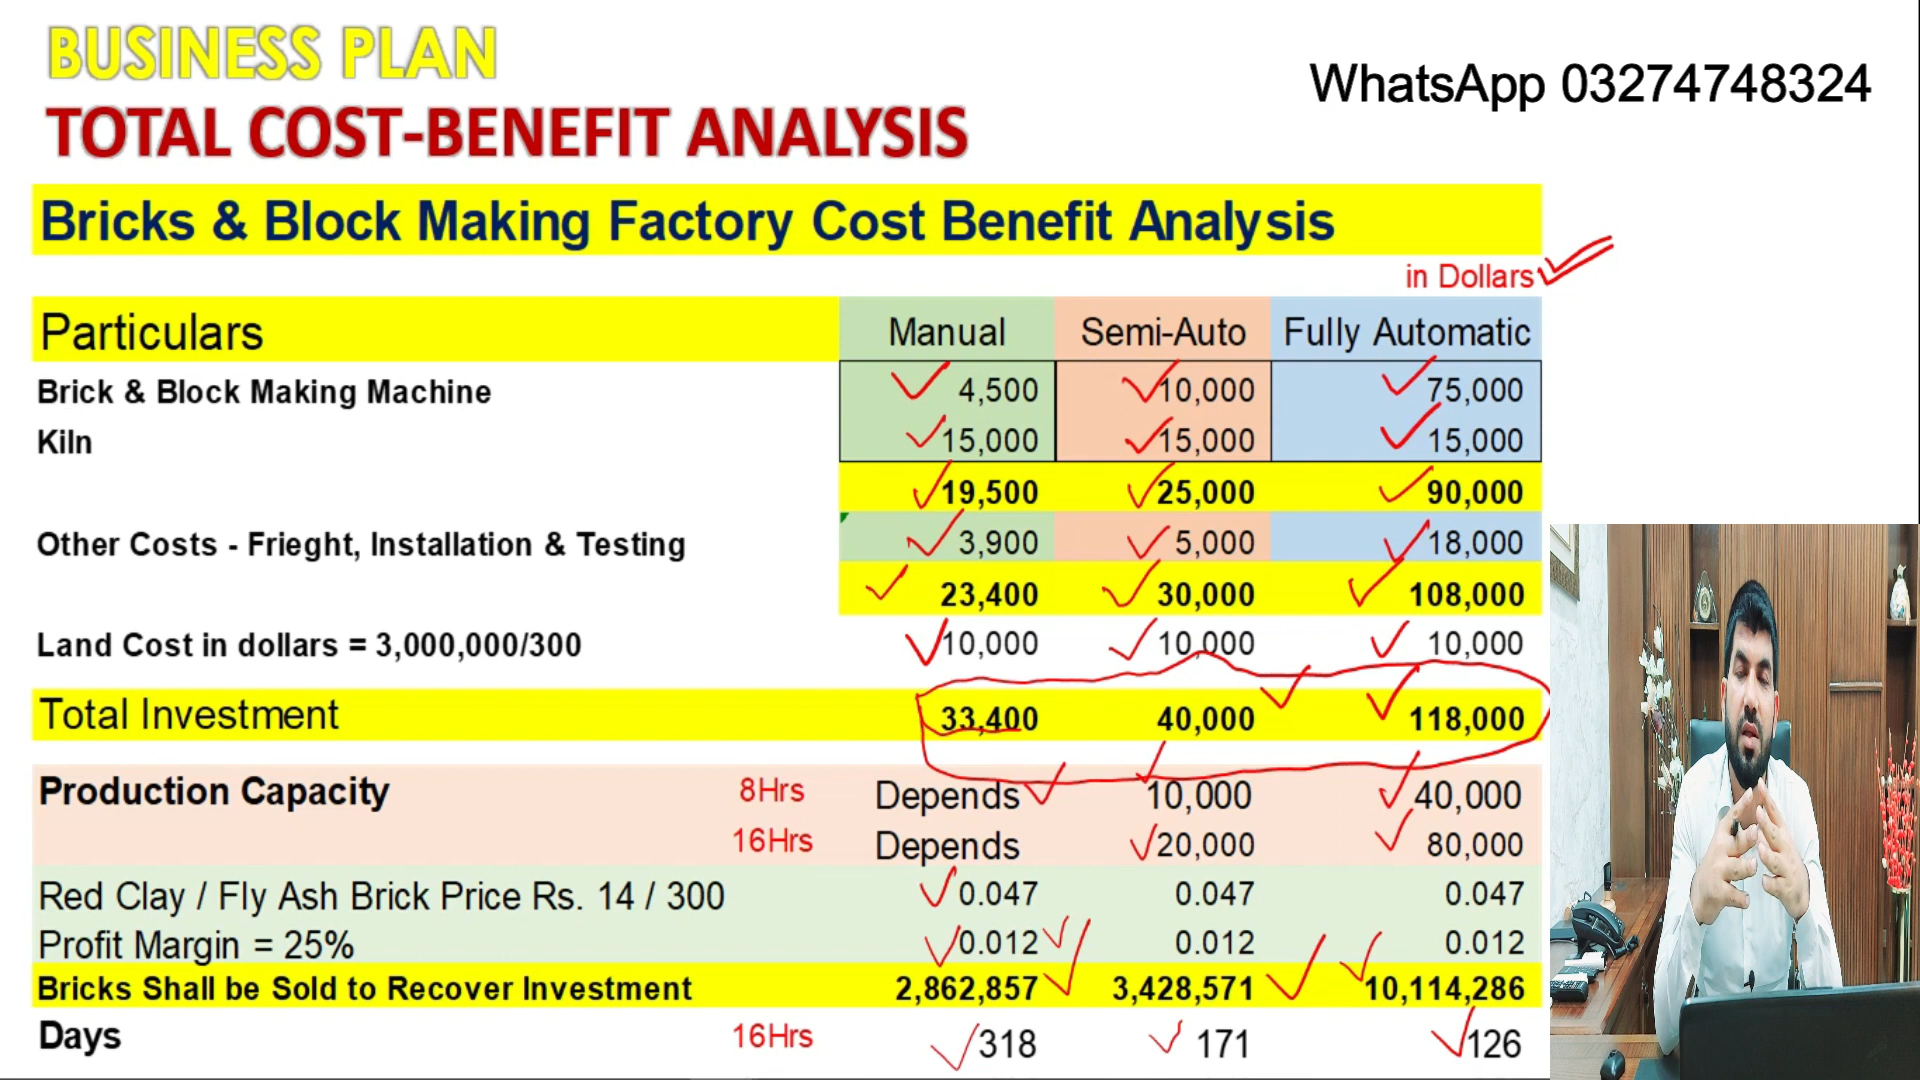 BUSINESS PLAN
WhatsApp 03274748324
TOTAL COST-BENEFIT ANALYSIS
Bricks & Block Making Factory Cost Benefit Analysis
in Dollars
Particulars Manual Semi-Auto Fully Automatic
Brick & Block Making Machine 4,500 10,000 75,000
Kiln 15,000 15,000 15,000
19,500 25,000 90,000
Other Costs - Frieght, Installation & Testing 3,900 5,000 18,000
23,400 30,000 108,000
Land Cost in dollars = 3,000,000/300 10,000 10,000 10,000
Total Investment 33,400 40,000 118,000
Production Capacity 8Hrs Depends 10,000 40,000
16Hrs Depends 20,000 80,000
Red Clay / Fly Ash Brick Price Rs. 14 / 300 0.047 0.047 0.047
Profit Margin = 25% 0.012 0.012 0.012
Bricks Shall be Sold to Recover Investment 2,862,857 3,428,571 10,114,286
Days 16Hrs 318 171 126